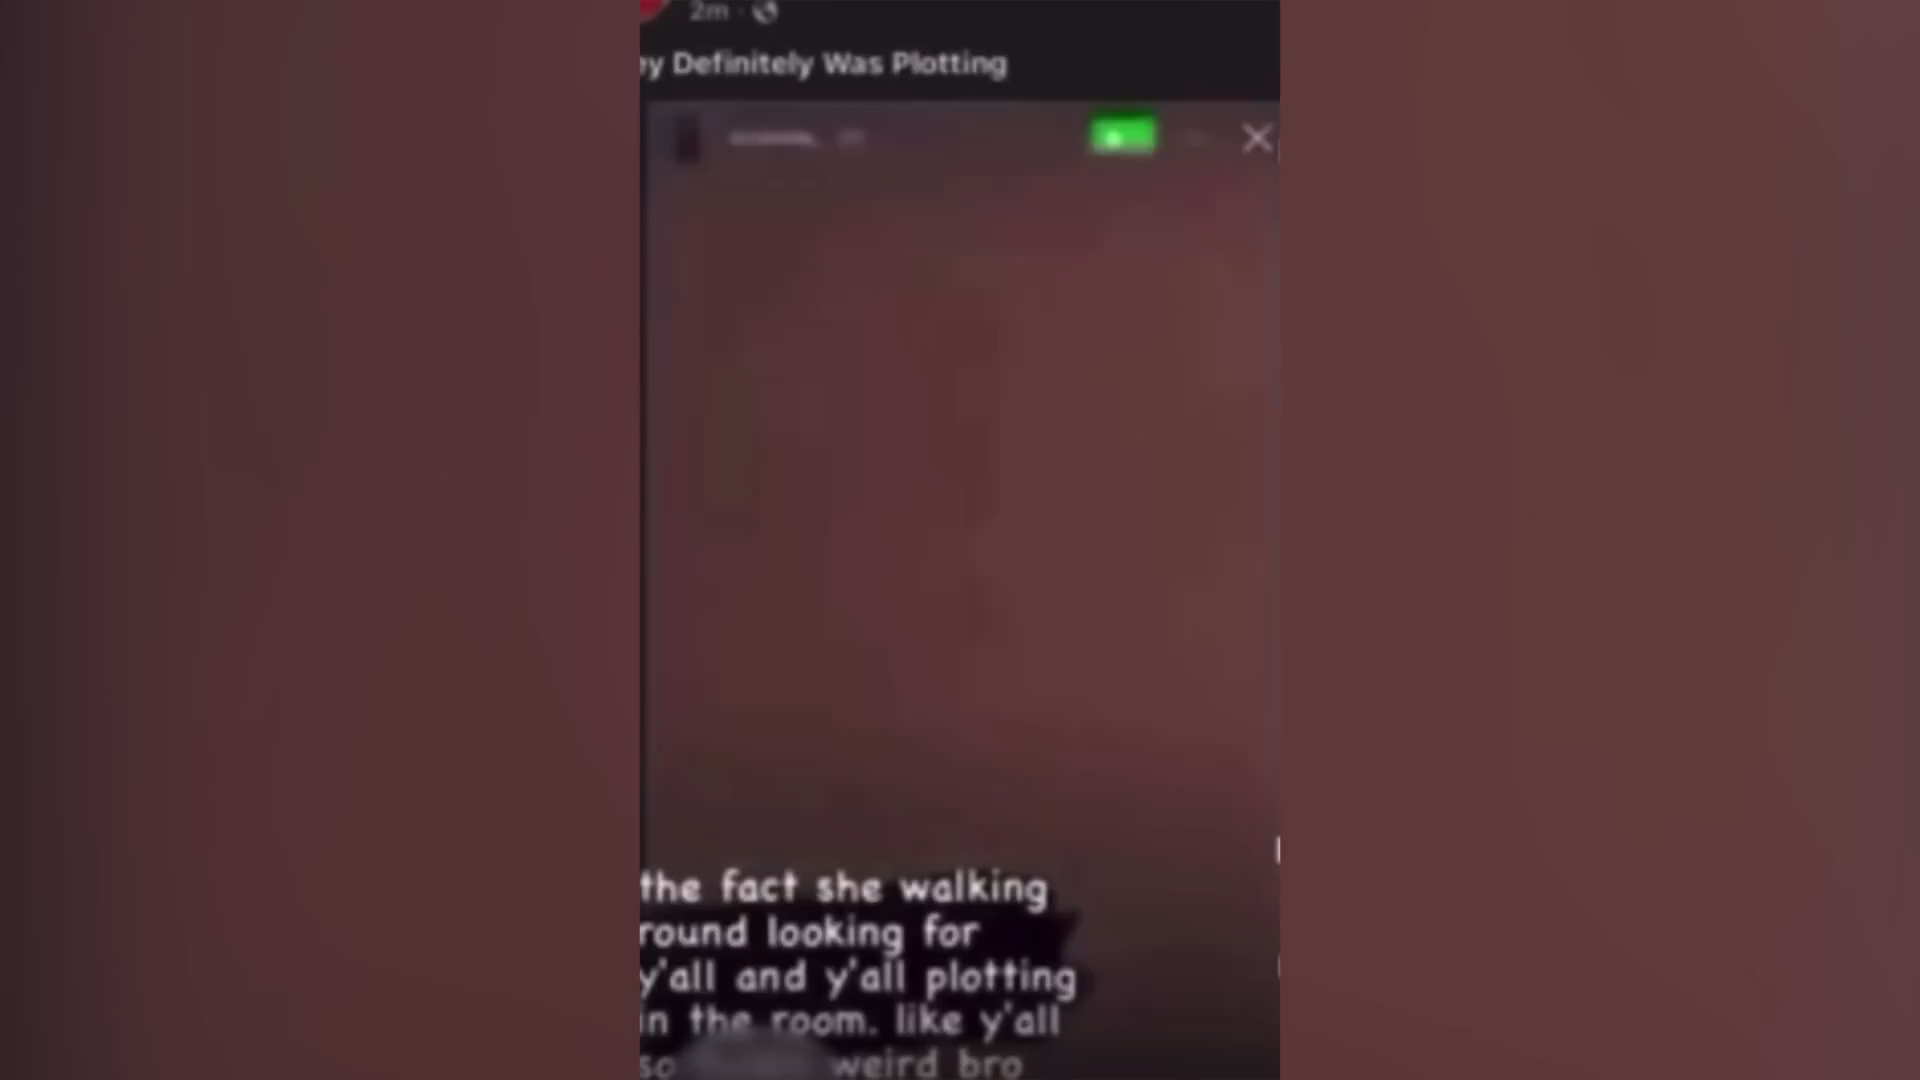 2m
y Definitely Was Plotting
the fact she walking
round looking for
y'all and y'all plotting
in the room. like y'all
so weird bro